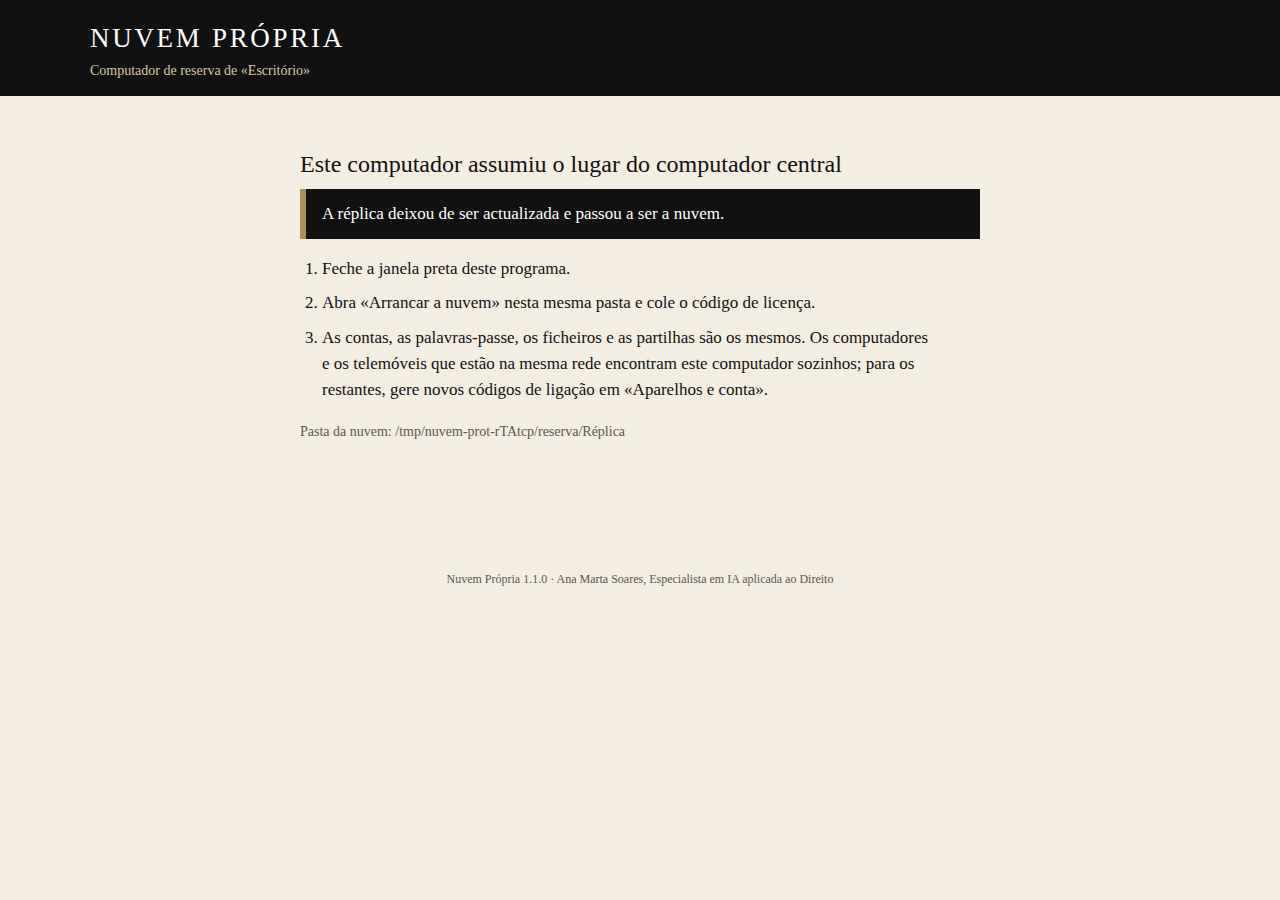 NUVEM PRÓPRIA
Computador de reserva de «Escritório»
Este computador assumiu o lugar do computador central
A réplica deixou de ser actualizada e passou a ser a nuvem.
1. Feche a janela preta deste programa.
2. Abra «Arrancar a nuvem» nesta mesma pasta e cole o código de licença.
3. As contas, as palavras-passe, os ficheiros e as partilhas são os mesmos. Os computadores
e os telemóveis que estão na mesma rede encontram este computador sozinhos; para os
restantes, gere novos códigos de ligação em «Aparelhos e conta».
Pasta da nuvem: /tmp/nuvem-prot-rTAtcp/reserva/Réplica
Nuvem Própria 1.1.0 · Ana Marta Soares, Especialista em IA aplicada ao Direito